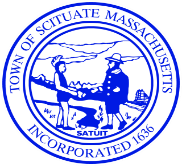 TOWN OF SCITUATE MASSACHUSETTS
SATUIT
INCORPORATED 1636